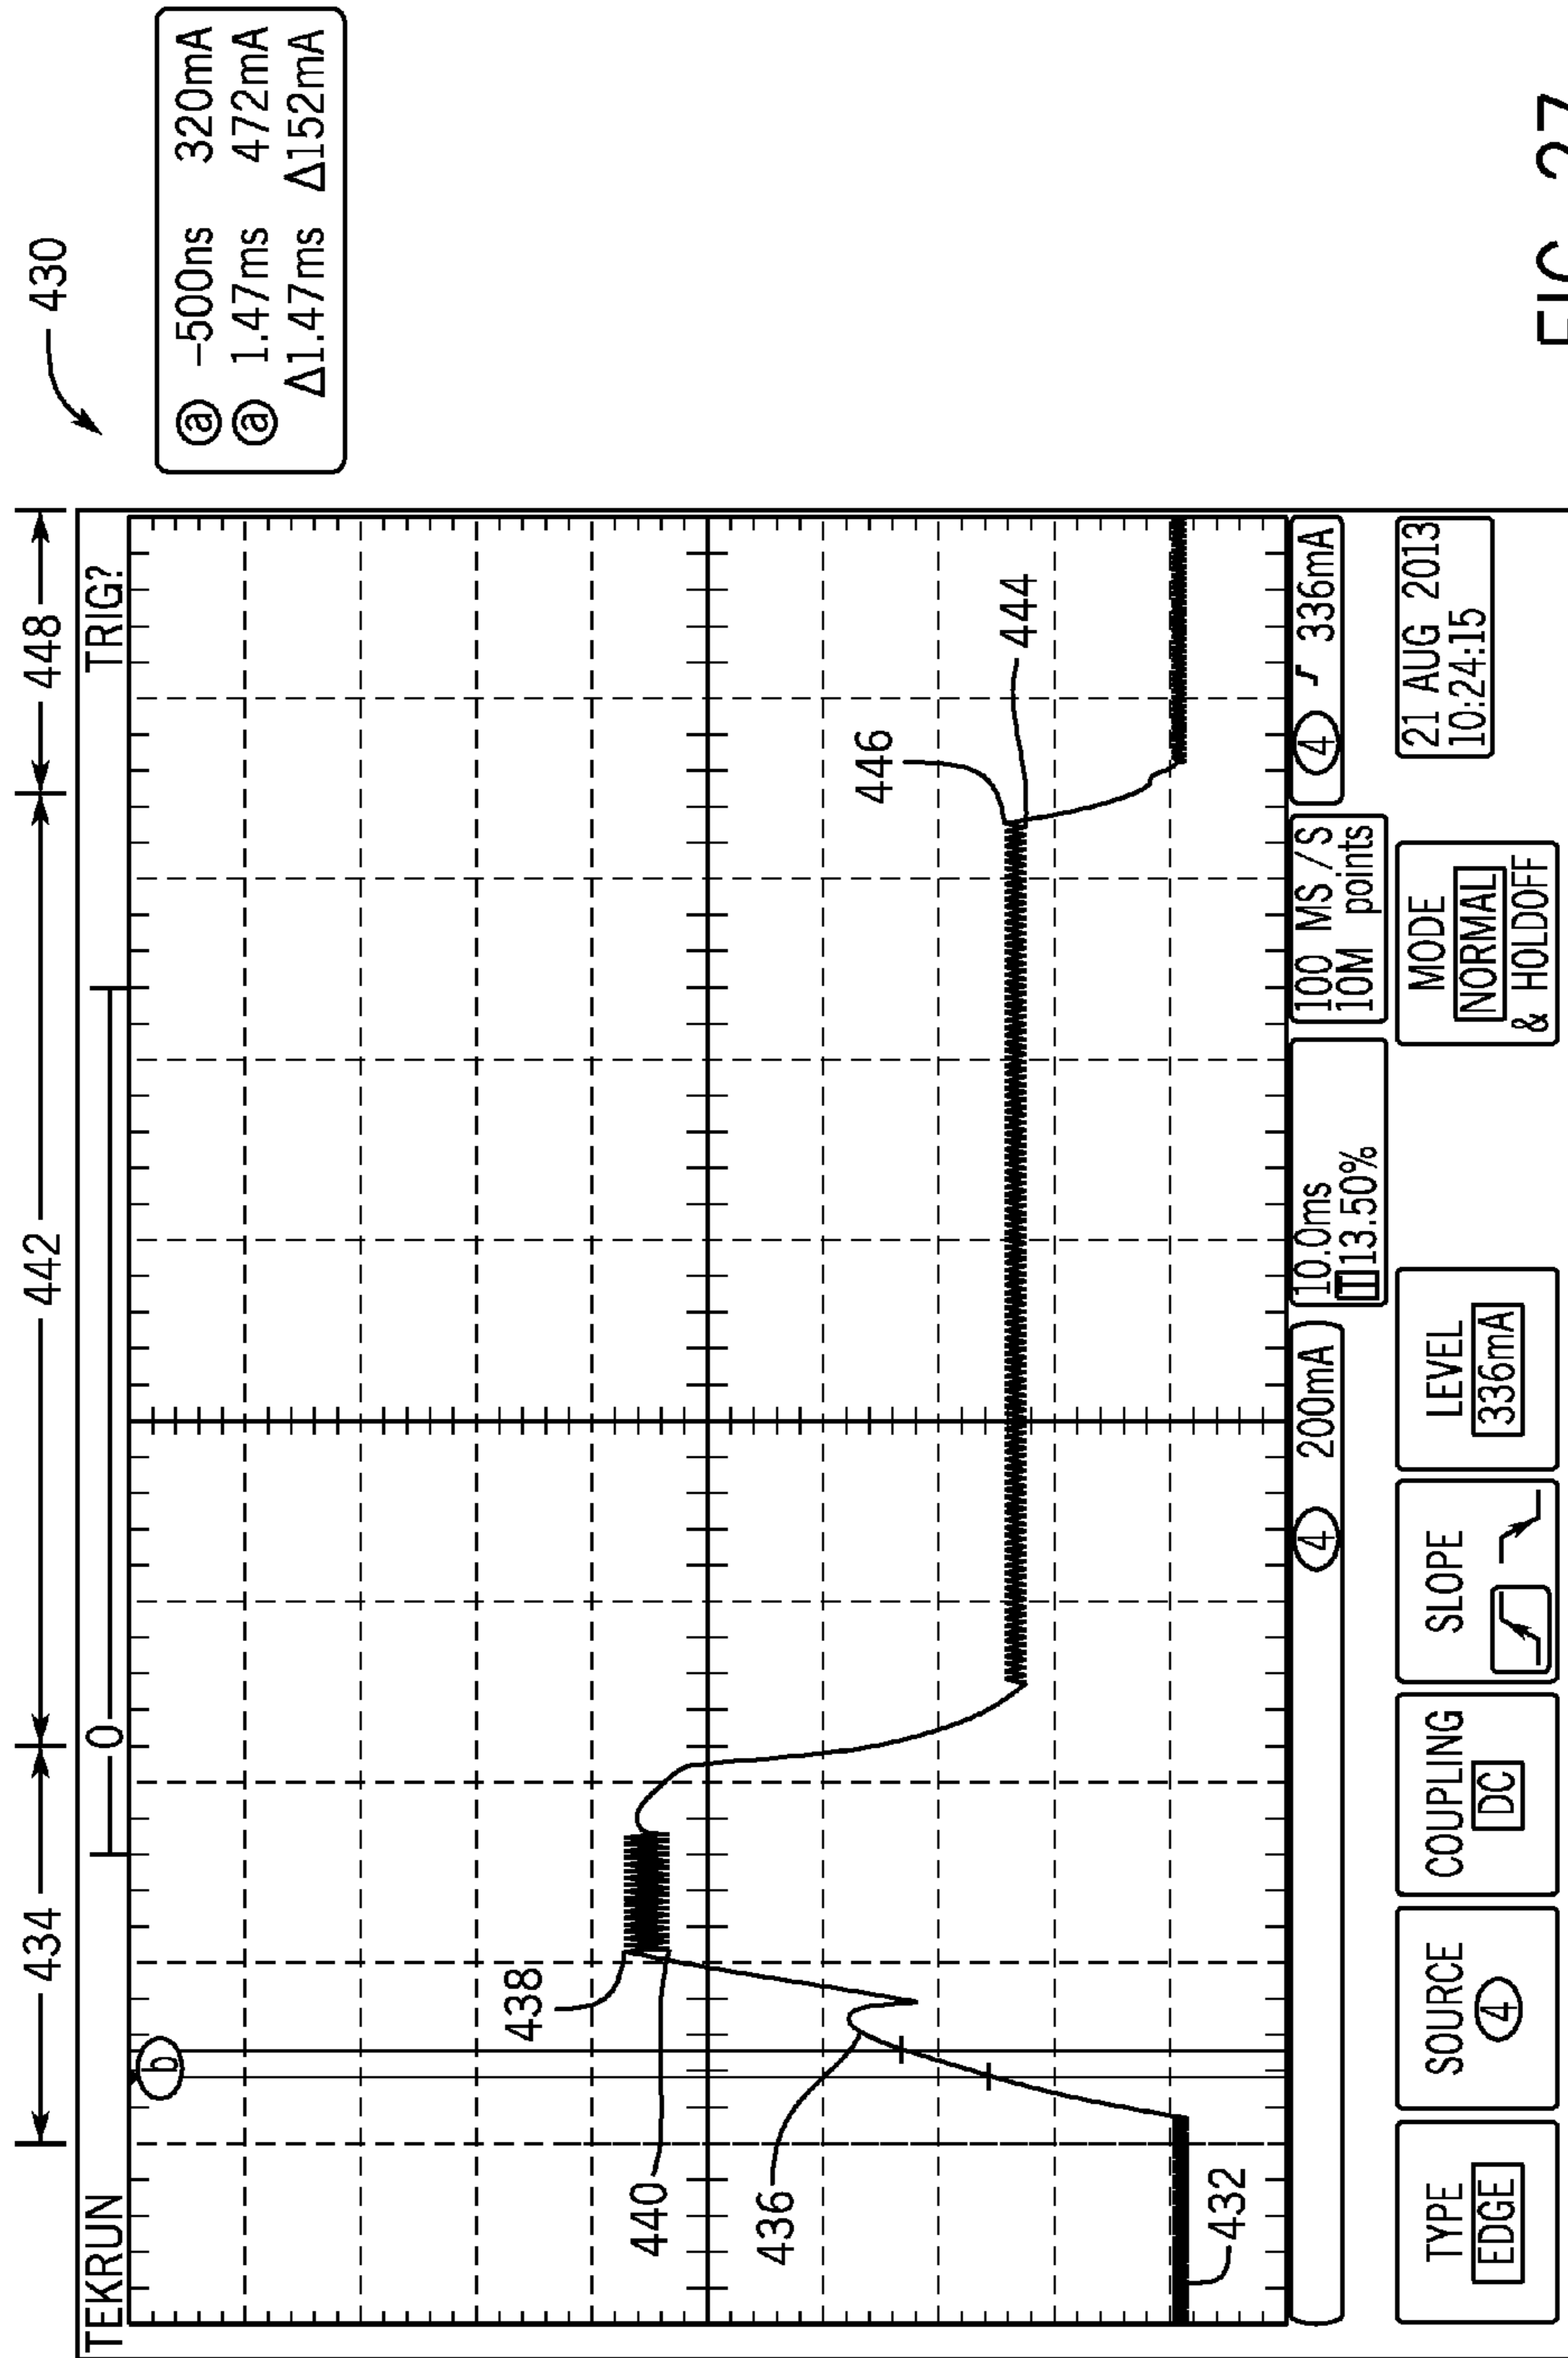 434
442
448
430
TEKRUN
0
TRIG?
b
ⓐ -500ns 320mA
ⓐ 1.47ms 472mA
Δ1.47ms Δ152mA
438
440
436
446
444
432
④ 200mA
10.0ms
T 13.50%
100 MS/S
10M points
④ 336mA
TYPE
EDGE
SOURCE
④
COUPLING
DC
SLOPE
LEVEL
336mA
MODE
NORMAL
& HOLDOFF
21 AUG 2013
10:24:15
FIG. 27